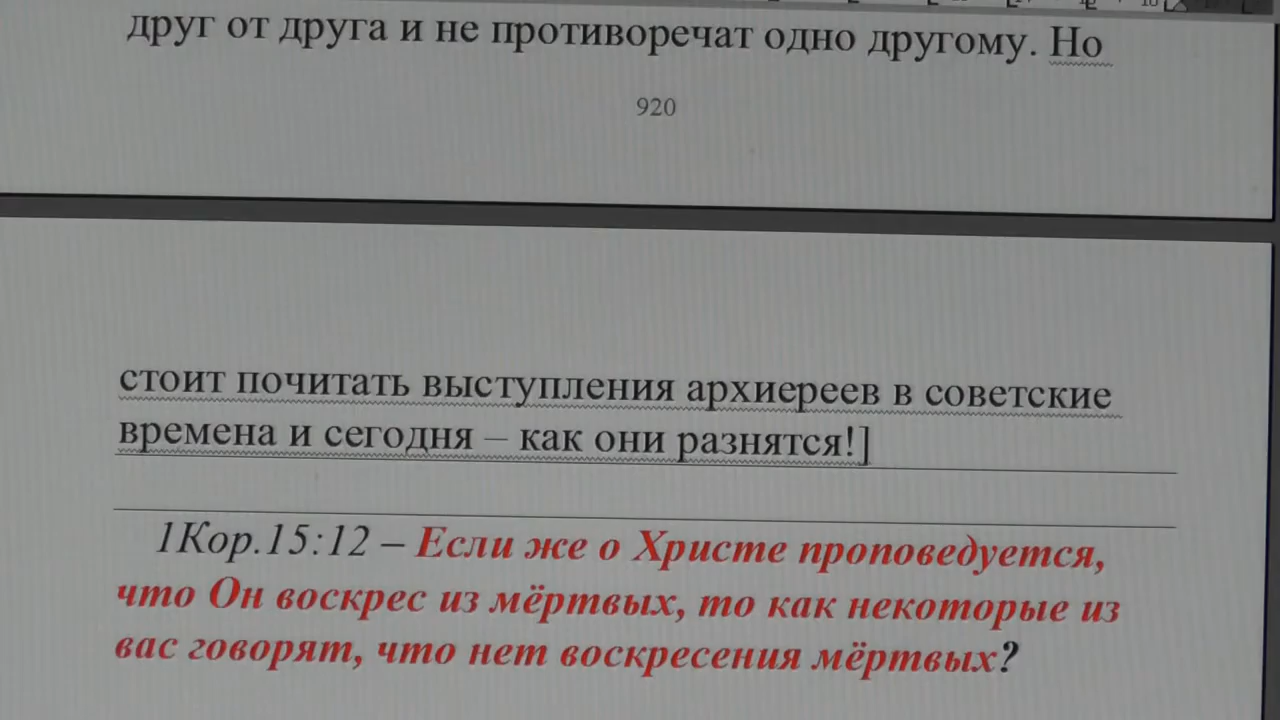 друг от друга и не противоречат одно другому. Но
920
стоит почитать выступления архиереев в советские
времена и сегодня – как они разнятся!]
1Кор.15:12 – Если же о Христе проповедуется,
что Он воскрес из мёртвых, то как некоторые из
вас говорят, что нет воскресения мёртвых?